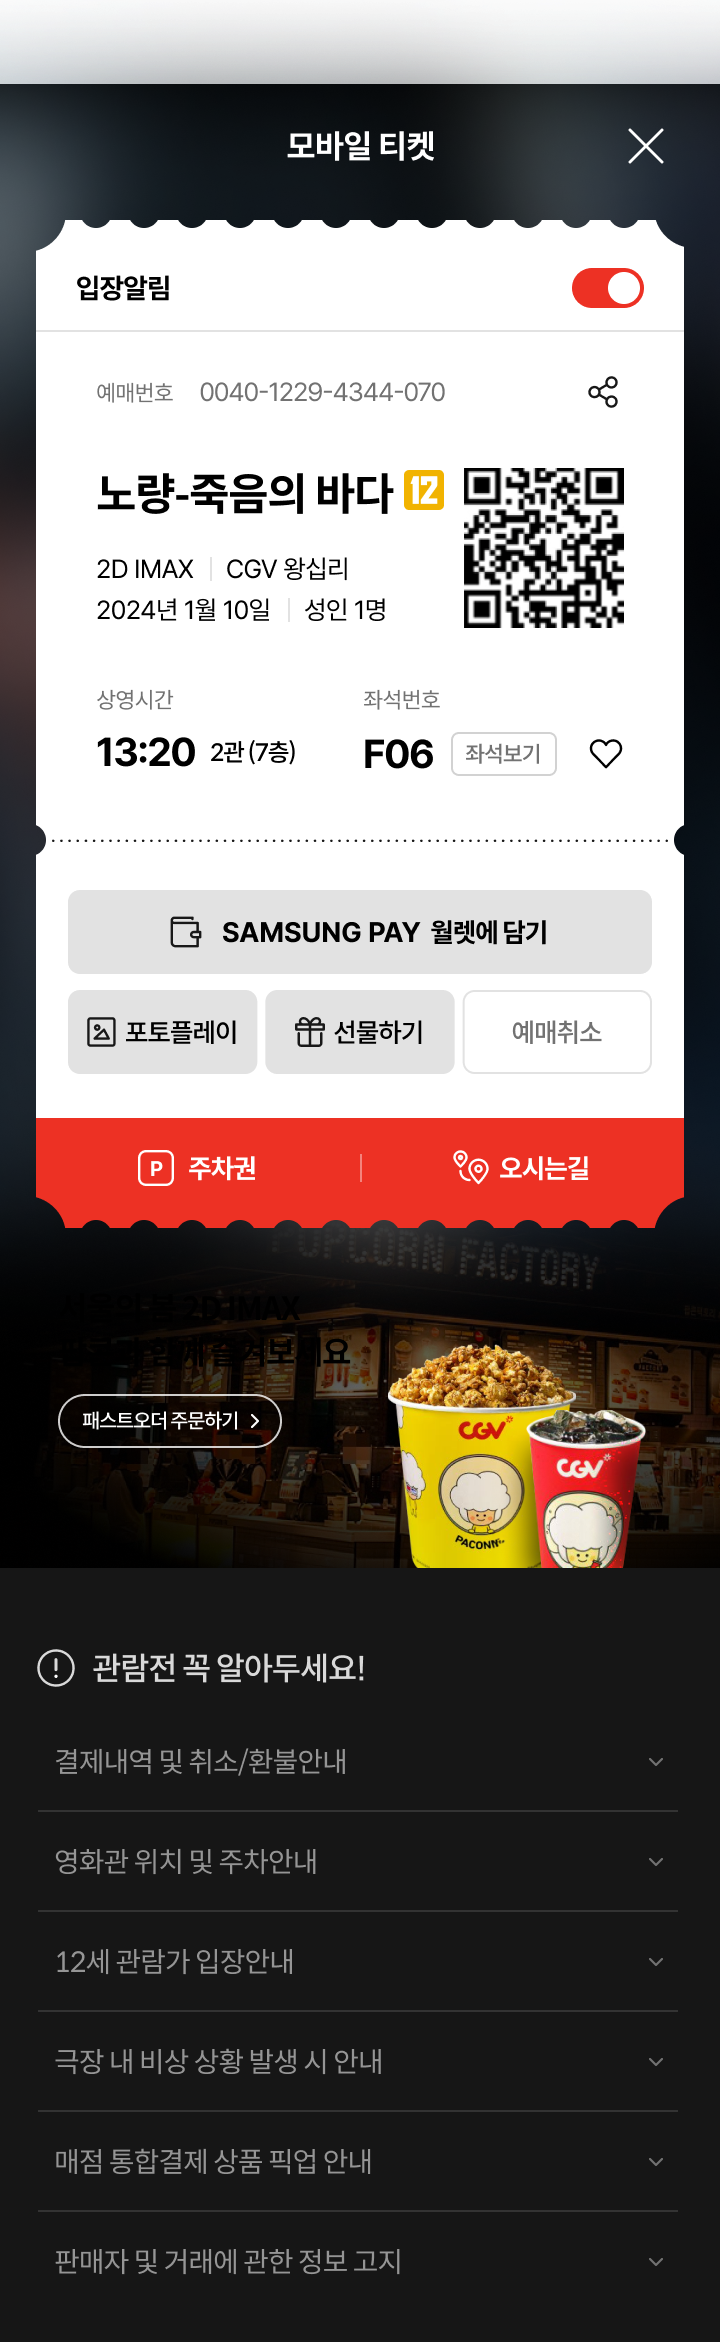 모바일 티켓
입장알림
예매번호 0040-1229-4344-070
노량-죽음의 바다 12
2D IMAX CGV 왕십리
2024년 1월 10일 성인 1명
상영시간 좌석번호
13:20 2관 (7층) F06 좌석보기
SAMSUNG PAY 월렛에 담기
포토플레이 선물하기 예매취소
P 주차권 오시는길
POPCORN FACTORY
서울의 봄 2D IMAX
패스트오더 주문하기
CGV
CGV
PACONN
관람전 꼭 알아두세요!
결제내역 및 취소/환불안내
영화관 위치 및 주차안내
12세 관람가 입장안내
극장 내 비상 상황 발생 시 안내
매점 통합결제 상품 픽업 안내
판매자 및 거래에 관한 정보 고지